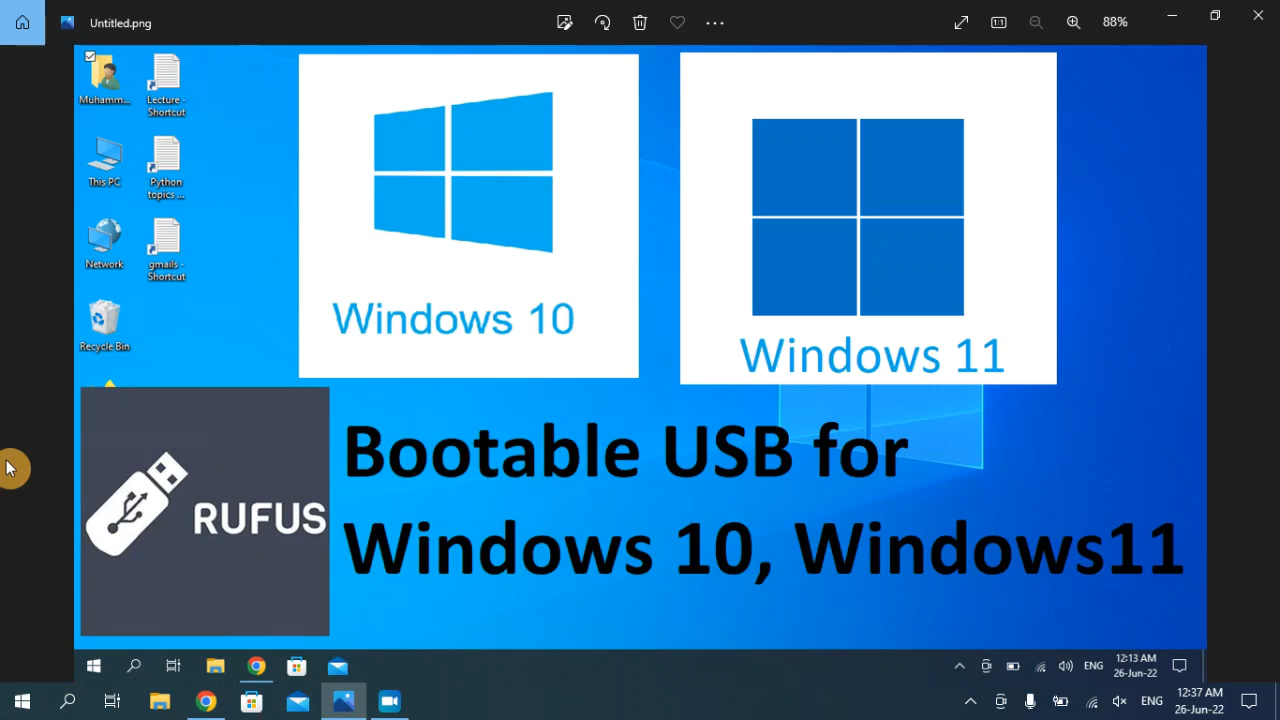 Untitled.png
88%
Muhamm...
Lecture -
Shortcut
This PC
Python
topics ...
Network
gmails -
Shortcut
Recycle Bin
Windows 10
Windows 11
RUFUS
Bootable USB for
Windows 10, Windows11
ENG
12:13 AM
26-Jun-22
ENG
12:37 AM
26-Jun-22